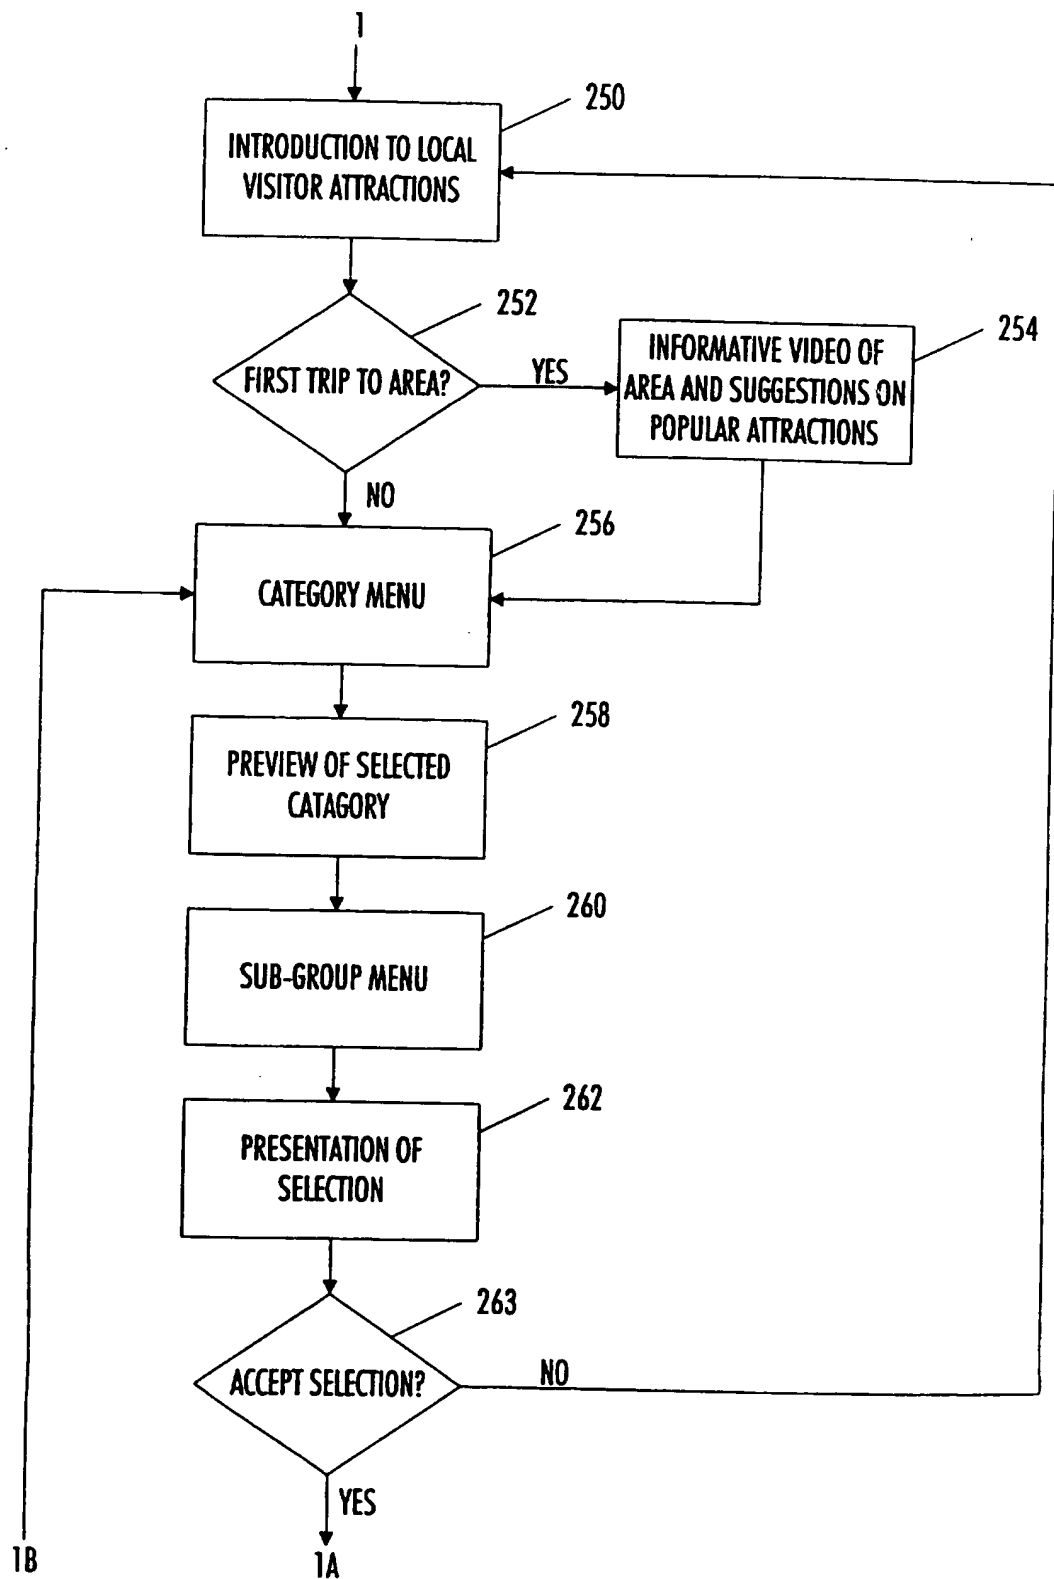 1
250
INTRODUCTION TO LOCAL
VISITOR ATTRACTIONS
252
FIRST TRIP TO AREA?
YES
254
INFORMATIVE VIDEO OF
AREA AND SUGGESTIONS ON
POPULAR ATTRACTIONS
NO
256
CATEGORY MENU
258
PREVIEW OF SELECTED
CATAGORY
260
SUB-GROUP MENU
262
PRESENTATION OF
SELECTION
263
ACCEPT SELECTION?
NO
YES
1B
1A